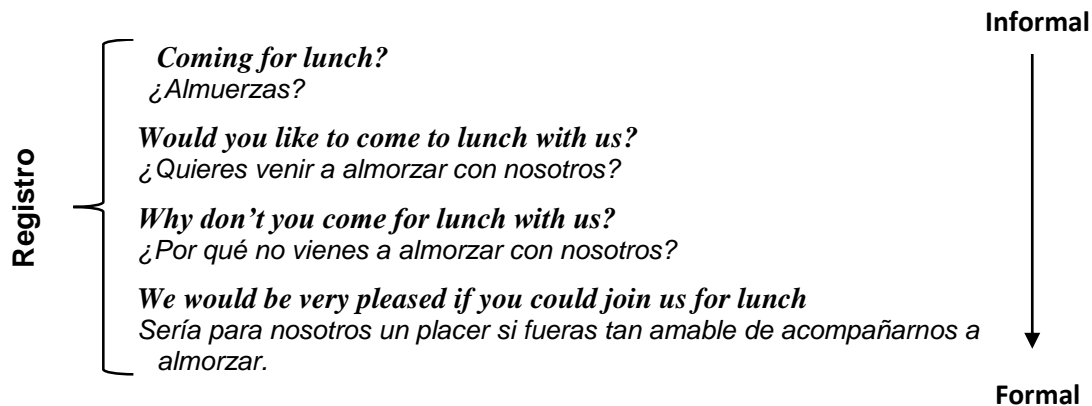 Informal
Coming for lunch?
¿Almuerzas?
Would you like to come to lunch with us?
¿Quieres venir a almorzar con nosotros?
Registro
Why don’t you come for lunch with us?
¿Por qué no vienes a almorzar con nosotros?
We would be very pleased if you could join us for lunch
Sería para nosotros un placer si fueras tan amable de acompañarnos a
almorzar.
Formal